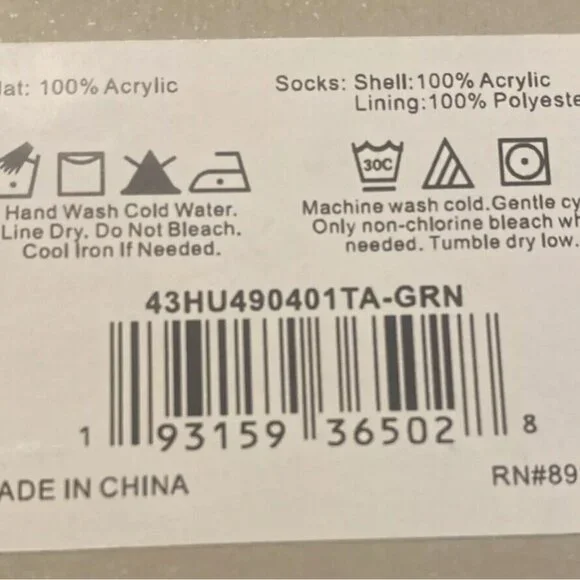 Hat: 100% Acrylic
Socks: Shell:100% Acrylic
Lining:100% Polyeste
30C
Hand Wash Cold Water.
Line Dry. Do Not Bleach.
Cool Iron If Needed.
Machine wash cold.Gentle cy
Only non-chlorine bleach wh
needed. Tumble dry low.
43HU490401TA-GRN
1 93159 36502 8
ADE IN CHINA
RN#89